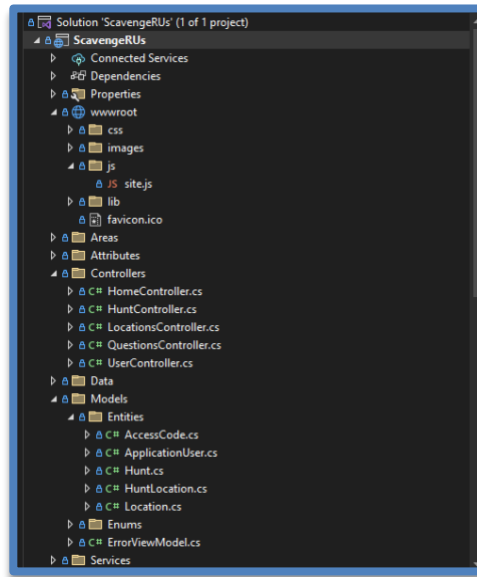 Solution 'ScavengeRUs' (1 of 1 project)
ScavengeRUs
Connected Services
Dependencies
Properties
wwwroot
css
images
js
JS site.js
lib
favicon.ico
Areas
Attributes
Controllers
C# HomeController.cs
C# HuntController.cs
C# LocationsController.cs
C# QuestionsController.cs
C# UserController.cs
Data
Models
Entities
C# AccessCode.cs
C# ApplicationUser.cs
C# Hunt.cs
C# HuntLocation.cs
C# Location.cs
Enums
C# ErrorViewModel.cs
Services